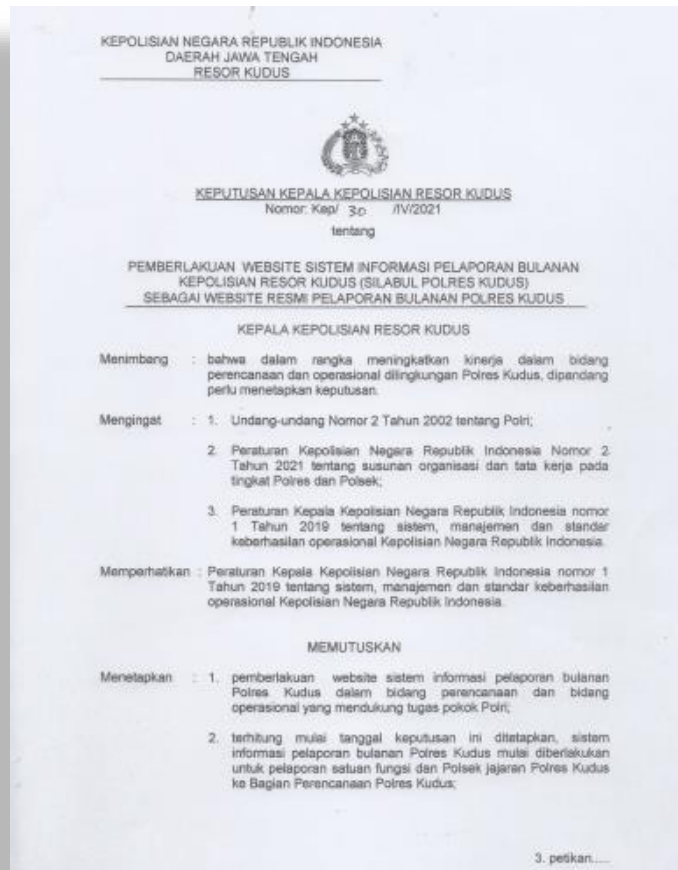 KEPOLISIAN NEGARA REPUBLIK INDONESIA
DAERAH JAWA TENGAH
RESOR KUDUS
KEPUTUSAN KEPALA KEPOLISIAN RESOR KUDUS
Nomor: Kep/ 30 /IV/2021
tentang
PEMBERLAKUAN WEBSITE SISTEM INFORMASI PELAPORAN BULANAN
KEPOLISIAN RESOR KUDUS (SILABUL POLRES KUDUS)
SEBAGAI WEBSITE RESMI PELAPORAN BULANAN POLRES KUDUS
KEPALA KEPOLISIAN RESOR KUDUS
Menimbang : bahwa dalam rangka meningkatkan kinerja dalam bidang
perencanaan dan operasional dilingkungan Polres Kudus, dipandang
perlu menetapkan keputusan.
Mengingat : 1. Undang-undang Nomor 2 Tahun 2002 tentang Polri;
2. Peraturan Kepolisian Negara Republik Indonesia Nomor 2
Tahun 2021 tentang susunan organisasi dan tata kerja pada
tingkat Polres dan Polsek;
3. Peraturan Kepala Kepolisian Negara Republik Indonesia nomor
1 Tahun 2019 tentang sistem, manajemen dan standar
keberhasilan operasional Kepolisian Negara Republik Indonesia.
Memperhatikan : Peraturan Kepala Kepolisian Negara Republik Indonesia nomor 1
Tahun 2019 tentang sistem, manajemen dan standar keberhasilan
operasional Kepolisian Negara Republik Indonesia.
MEMUTUSKAN
Menetapkan : 1. pemberlakuan website sistem informasi pelaporan bulanan
Polres Kudus dalam bidang perencanaan dan bidang
operasional yang mendukung tugas pokok Polri;
2. terhitung mulai tanggal keputusan ini ditetapkan, sistem
informasi pelaporan bulanan Polres Kudus mulai diberlakukan
untuk pelaporan satuan fungsi dan Polsek jajaran Polres Kudus
ke Bagian Perencanaan Polres Kudus;
3. petikan.....